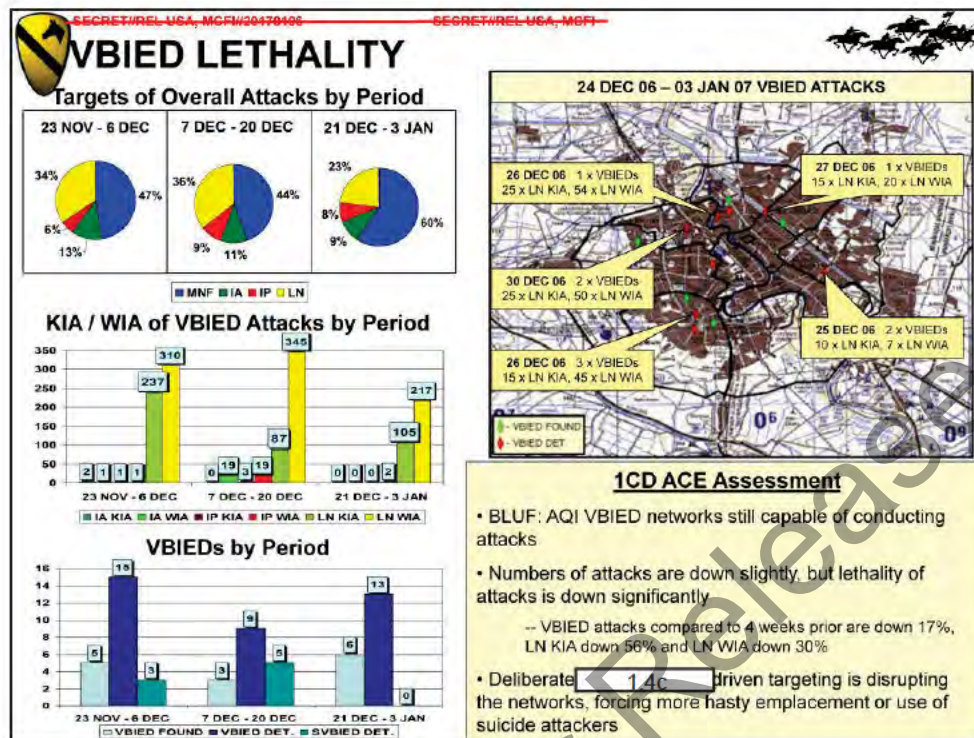 SECRET//REL USA, MCFI//20170106 SECRET//REL USA, MCFI
VBIED LETHALITY
Targets of Overall Attacks by Period
23 NOV - 6 DEC
34%
47%
6%
13%
7 DEC - 20 DEC
36%
44%
9%
11%
21 DEC - 3 JAN
23%
8%
9%
60%
MNF IA IP LN
KIA / WIA of VBIED Attacks by Period
350
300
250
200
150
100
50
0
2 1 1 1 237 310
0 19 3 19 87 345
0 0 0 2 105 217
23 NOV - 6 DEC 7 DEC - 20 DEC 21 DEC - 3 JAN
IA KIA IA WIA IP KIA IP WIA LN KIA LN WIA
VBIEDs by Period
16
14
12
10
8
6
4
2
0
5 15 3
3 9 5
6 13 0
23 NOV - 6 DEC 7 DEC - 20 DEC 21 DEC - 3 JAN
VBIED FOUND VBIED DET. SVBIED DET.
24 DEC 06 – 03 JAN 07 VBIED ATTACKS
26 DEC 06 1 x VBIEDs
25 x LN KIA, 54 x LN WIA
27 DEC 06 1 x VBIEDs
15 x LN KIA, 20 x LN WIA
30 DEC 06 2 x VBIEDs
25 x LN KIA, 50 x LN WIA
25 DEC 06 2 x VBIEDs
10 x LN KIA, 7 x LN WIA
26 DEC 06 3 x VBIEDs
15 x LN KIA, 45 x LN WIA
- VBIED FOUND
- VBIED DET.
06
09
1CD ACE Assessment
• BLUF: AQI VBIED networks still capable of conducting
attacks
• Numbers of attacks are down slightly, but lethality of
attacks is down significantly
-- VBIED attacks compared to 4 weeks prior are down 17%,
LN KIA down 56% and LN WIA down 30%
• Deliberate 1.4c driven targeting is disrupting
the networks, forcing more hasty emplacement or use of
suicide attackers
Release